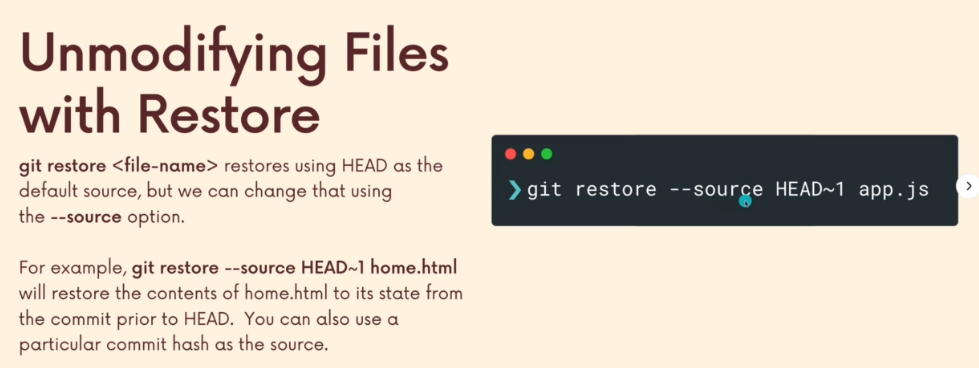 Unmodifying Files
with Restore
git restore <file-name> restores using HEAD as the
default source, but we can change that using
the --source option.
For example, git restore --source HEAD~1 home.html
will restore the contents of home.html to its state from
the commit prior to HEAD. You can also use a
particular commit hash as the source.
❯ git restore --source HEAD~1 app.js